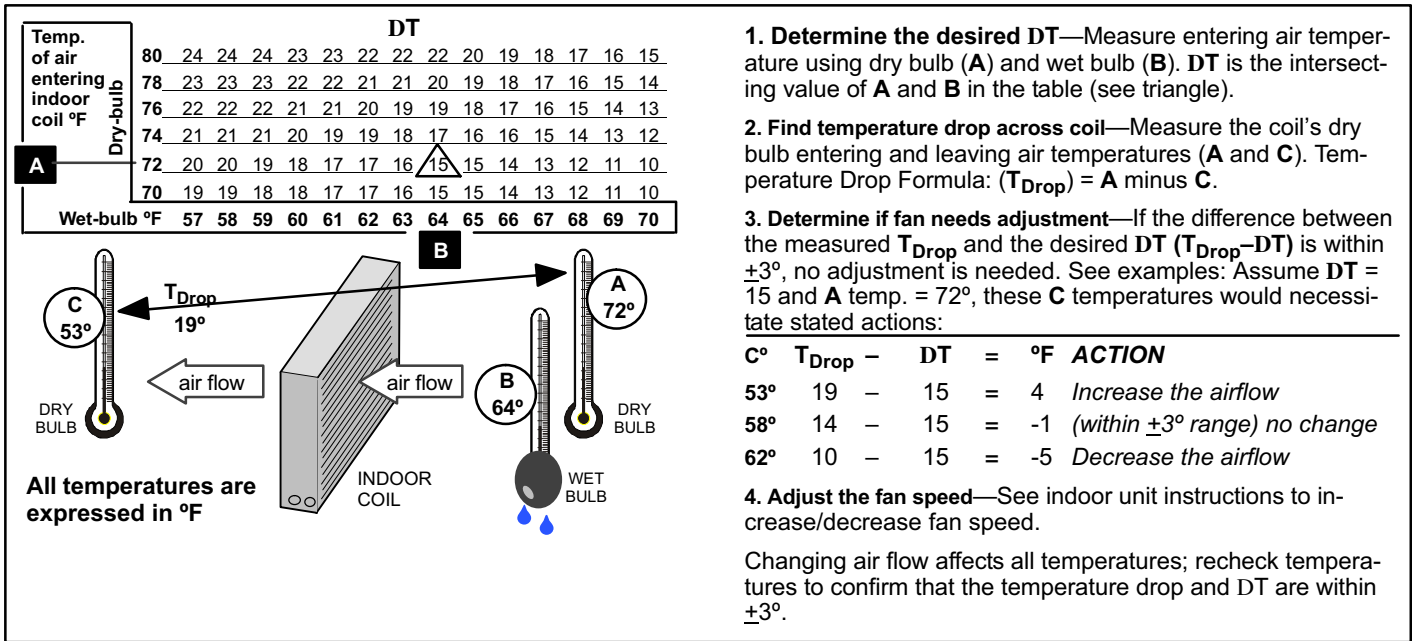 DT
Temp.
of air
entering
indoor
coil ºF
Dry-bulb
80 24 24 24 23 23 22 22 22 20 19 18 17 16 15
78 23 23 23 22 22 21 21 20 19 18 17 16 15 14
76 22 22 22 21 21 20 19 19 18 17 16 15 14 13
74 21 21 21 20 19 19 18 17 16 16 15 14 13 12
A
72 20 20 19 18 17 17 16 15 15 14 13 12 11 10
70 19 19 18 18 17 17 16 15 15 14 13 12 11 10
Wet-bulb ºF 57 58 59 60 61 62 63 64 65 66 67 68 69 70
B
TDrop
19º
C
53º
A
72º
air flow
air flow
B
64º
DRY
BULB
DRY
BULB
INDOOR
COIL
WET
BULB
All temperatures are
expressed in ºF
1. Determine the desired DT—Measure entering air temper-
ature using dry bulb (A) and wet bulb (B). DT is the intersect-
ing value of A and B in the table (see triangle).
2. Find temperature drop across coil—Measure the coil’s dry
bulb entering and leaving air temperatures (A and C). Tem-
perature Drop Formula: (TDrop) = A minus C.
3. Determine if fan needs adjustment—If the difference between
the measured TDrop and the desired DT (TDrop–DT) is within
±3º, no adjustment is needed. See examples: Assume DT =
15 and A temp. = 72º, these C temperatures would necessi-
tate stated actions:
Cº TDrop – DT = ºF ACTION
53º 19 – 15 = 4 Increase the airflow
58º 14 – 15 = -1 (within ±3º range) no change
62º 10 – 15 = -5 Decrease the airflow
4. Adjust the fan speed—See indoor unit instructions to in-
crease/decrease fan speed.
Changing air flow affects all temperatures; recheck tempera-
tures to confirm that the temperature drop and DT are within
±3º.